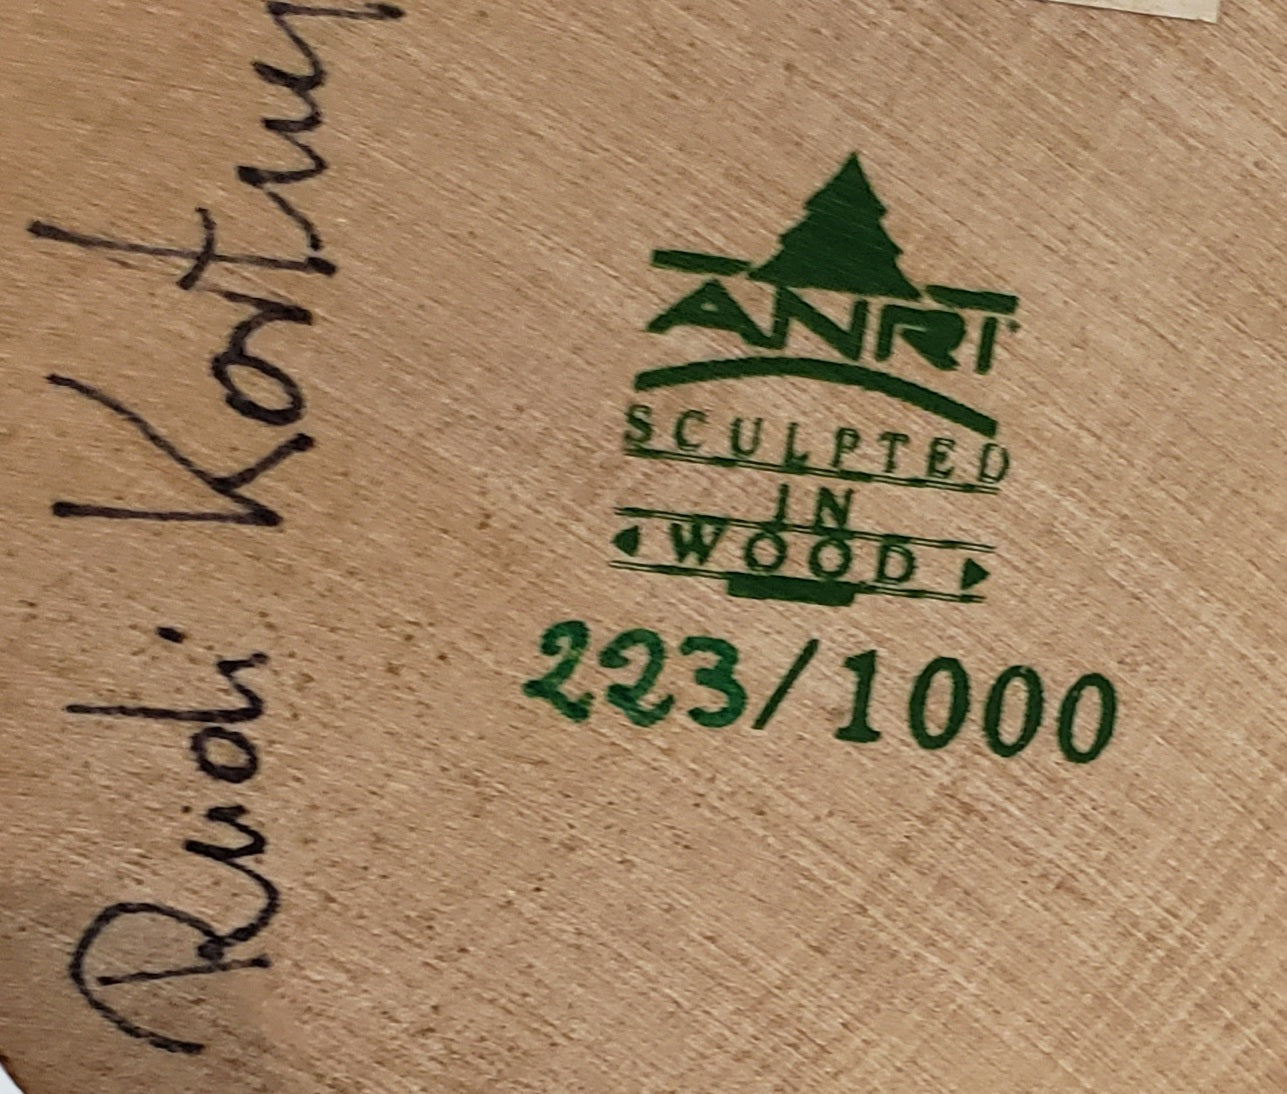 Rudi Kostner
ANRI
SCULPTED
IN
WOOD
223/1000